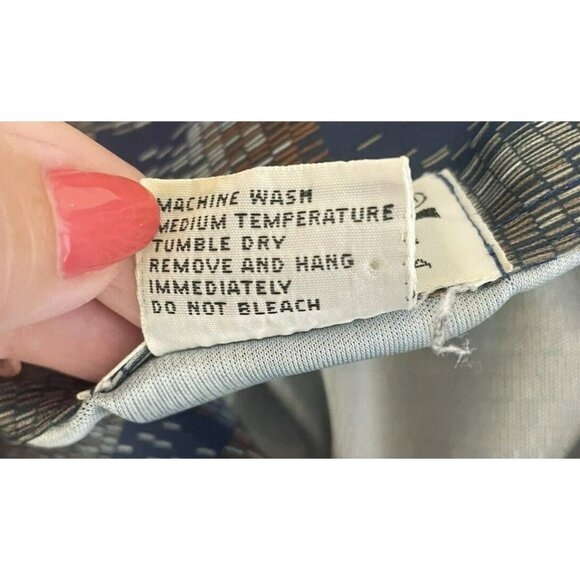 MACHINE WASH
MEDIUM TEMPERATURE
TUMBLE DRY
REMOVE AND HANG
IMMEDIATELY
DO NOT BLEACH